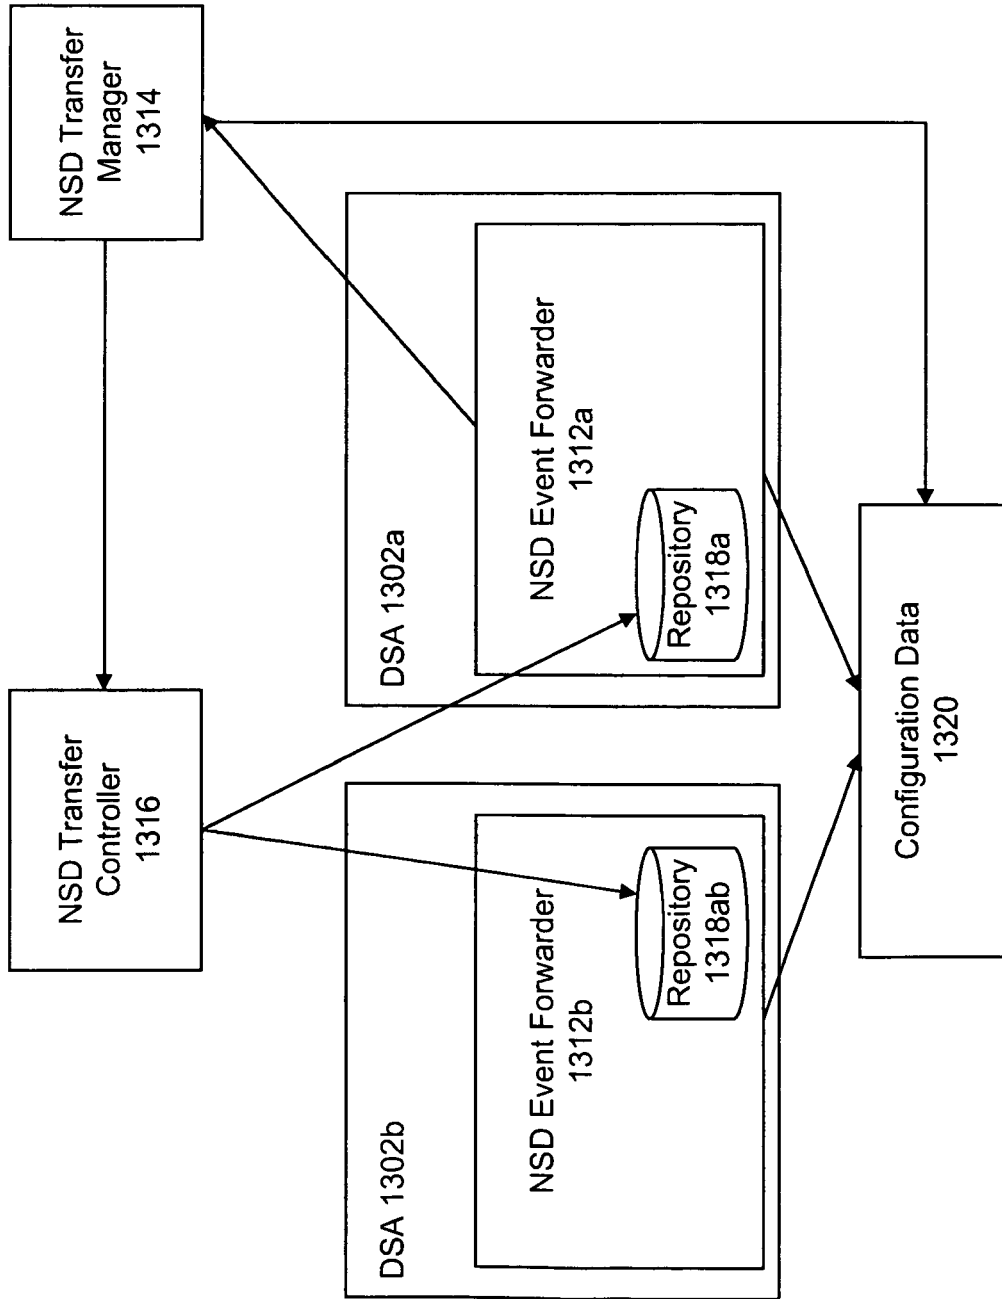 NSD Transfer
Controller
1316
NSD Transfer
Manager
1314
DSA 1302b
NSD Event Forwarder
1312b
Repository
1318ab
DSA 1302a
NSD Event Forwarder
1312a
Repository
1318a
Configuration Data
1320